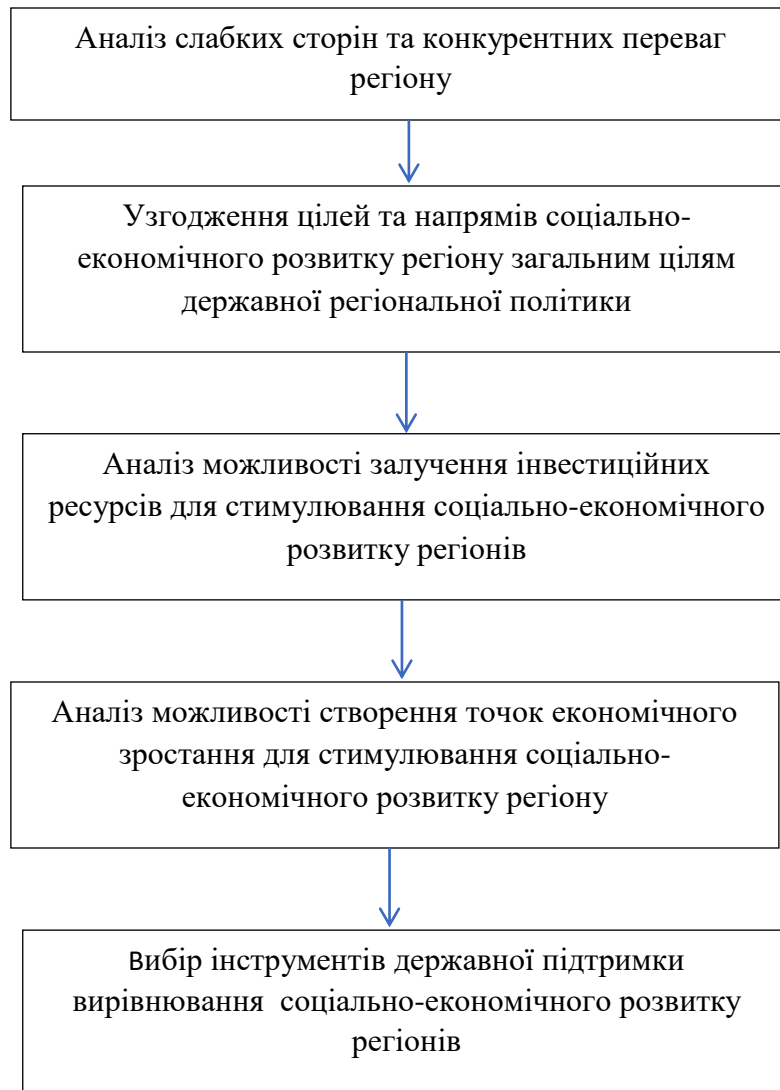 Аналіз слабких сторін та конкурентних переваг
регіону
Узгодження цілей та напрямів соціально-
економічного розвитку регіону загальним цілям
державної регіональної політики
Аналіз можливості залучення інвестиційних
ресурсів для стимулювання соціально-економічного
розвитку регіонів
Аналіз можливості створення точок економічного
зростання для стимулювання соціально-
економічного розвитку регіону
Вибір інструментів державної підтримки
вирівнювання соціально-економічного розвитку
регіонів